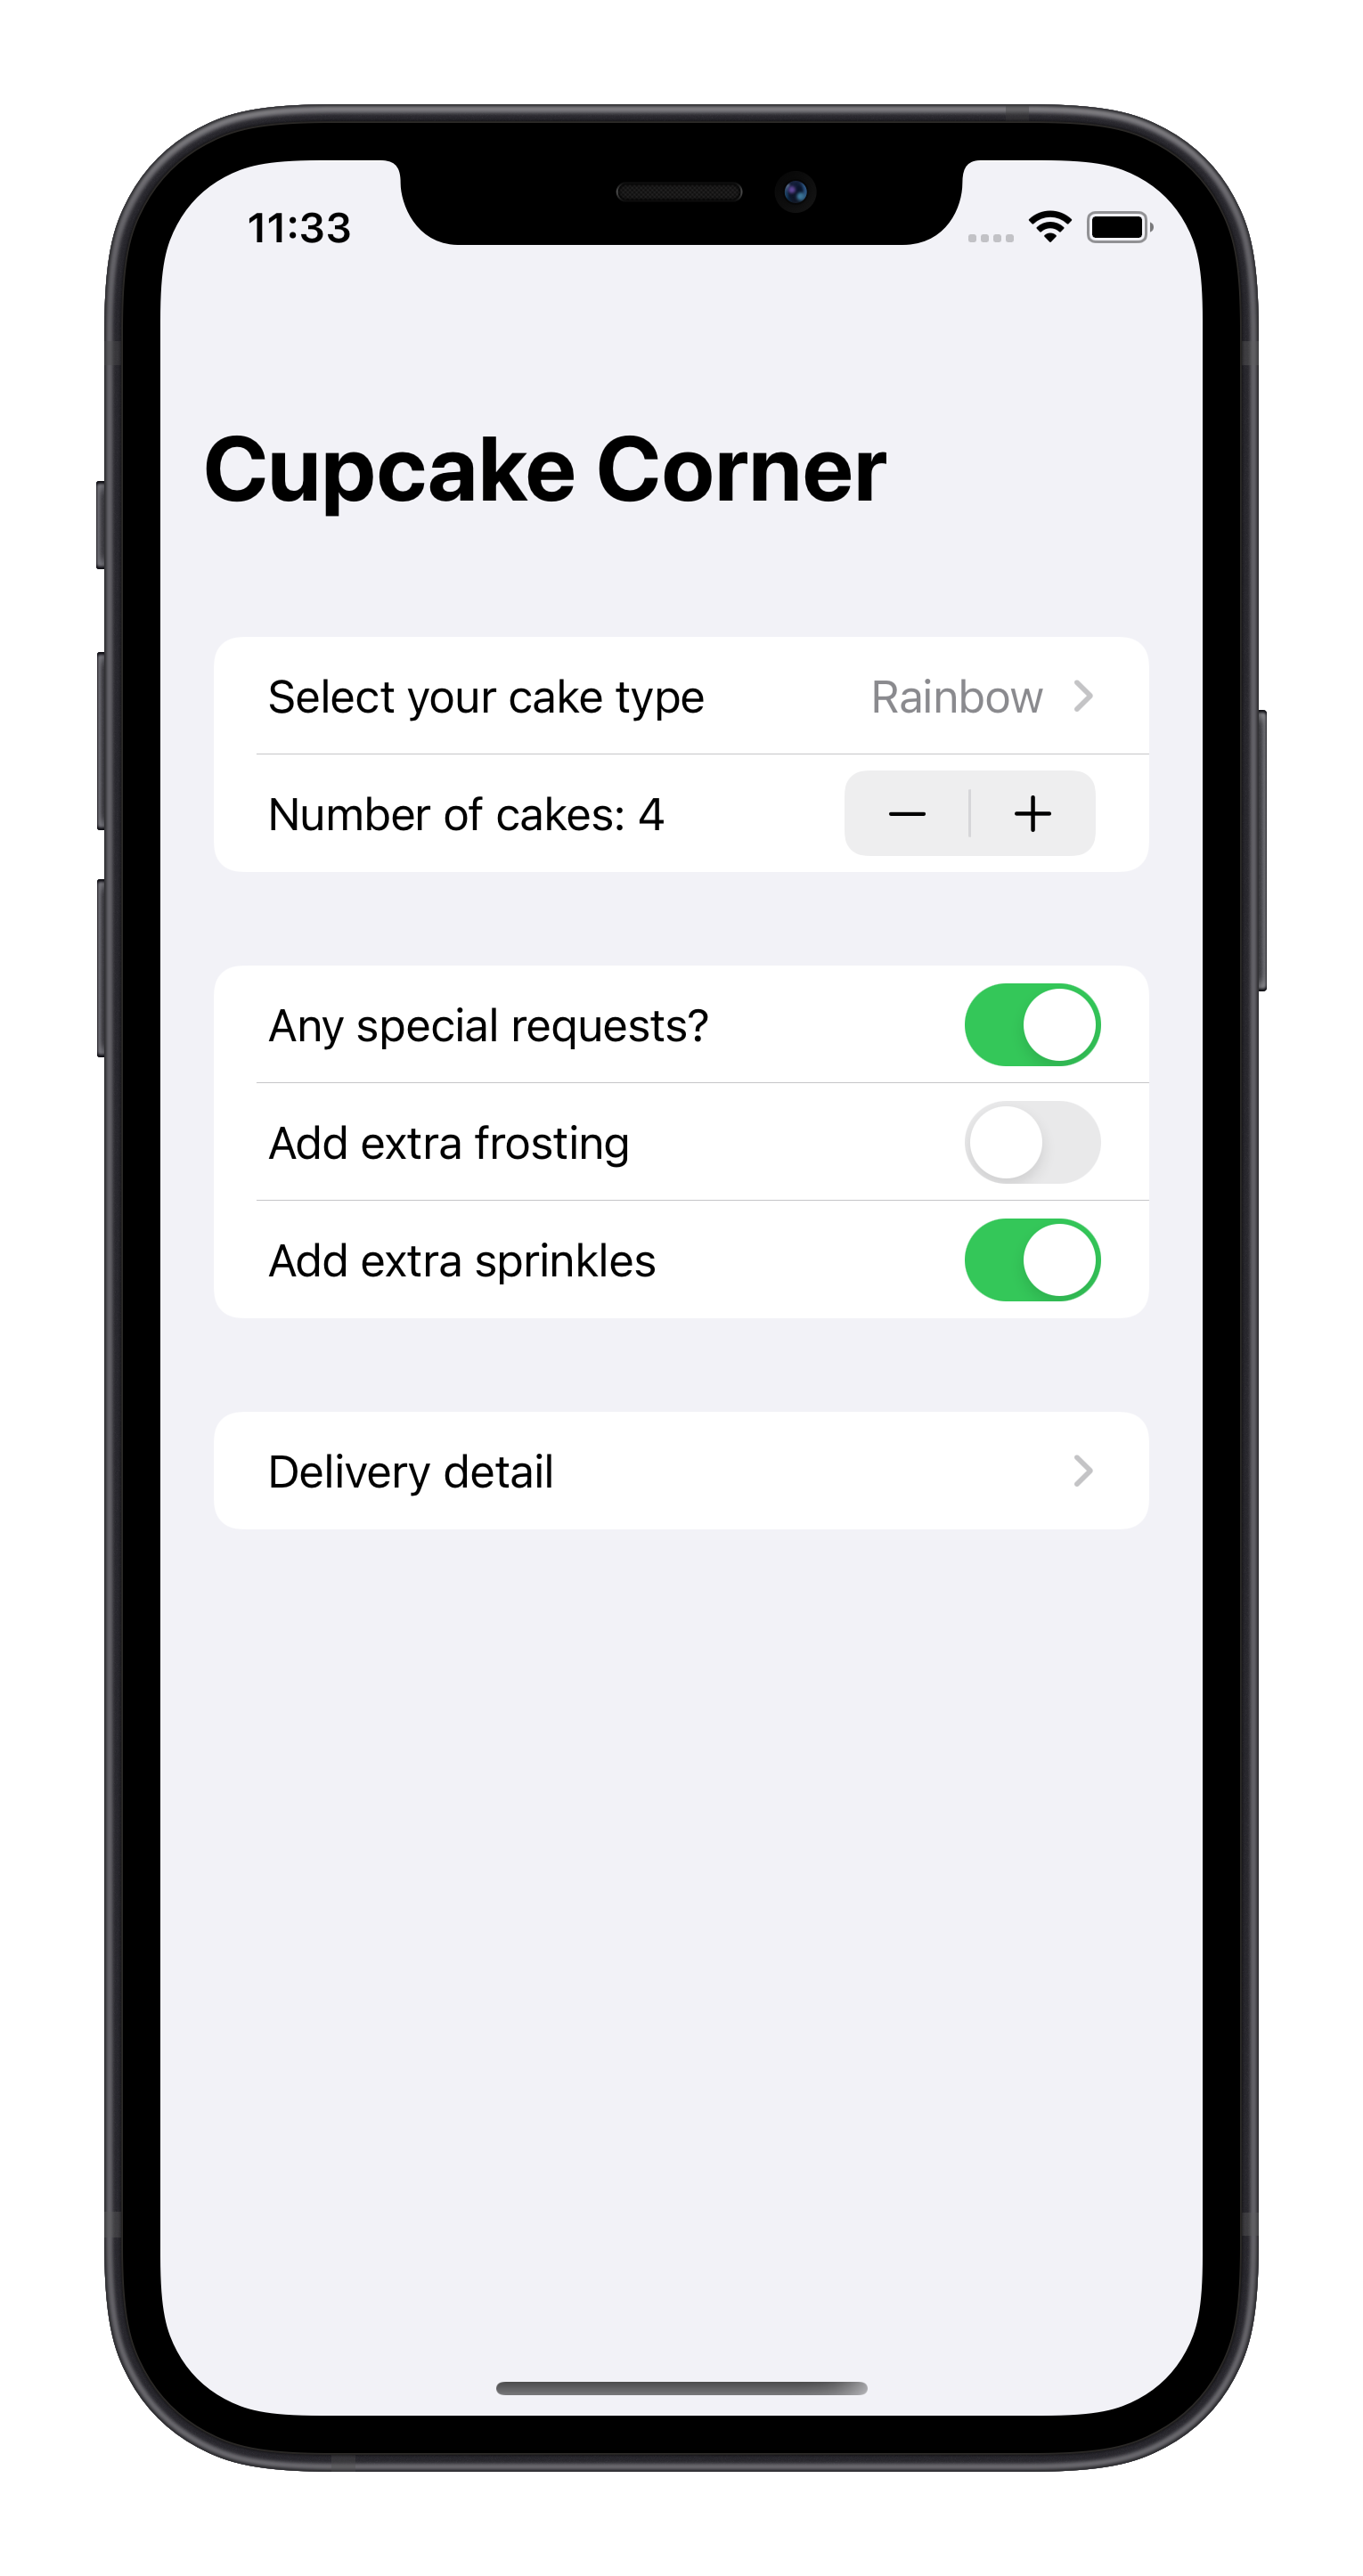 11:33
Cupcake Corner
Select your cake type Rainbow
Number of cakes: 4
Any special requests?
Add extra frosting
Add extra sprinkles
Delivery detail